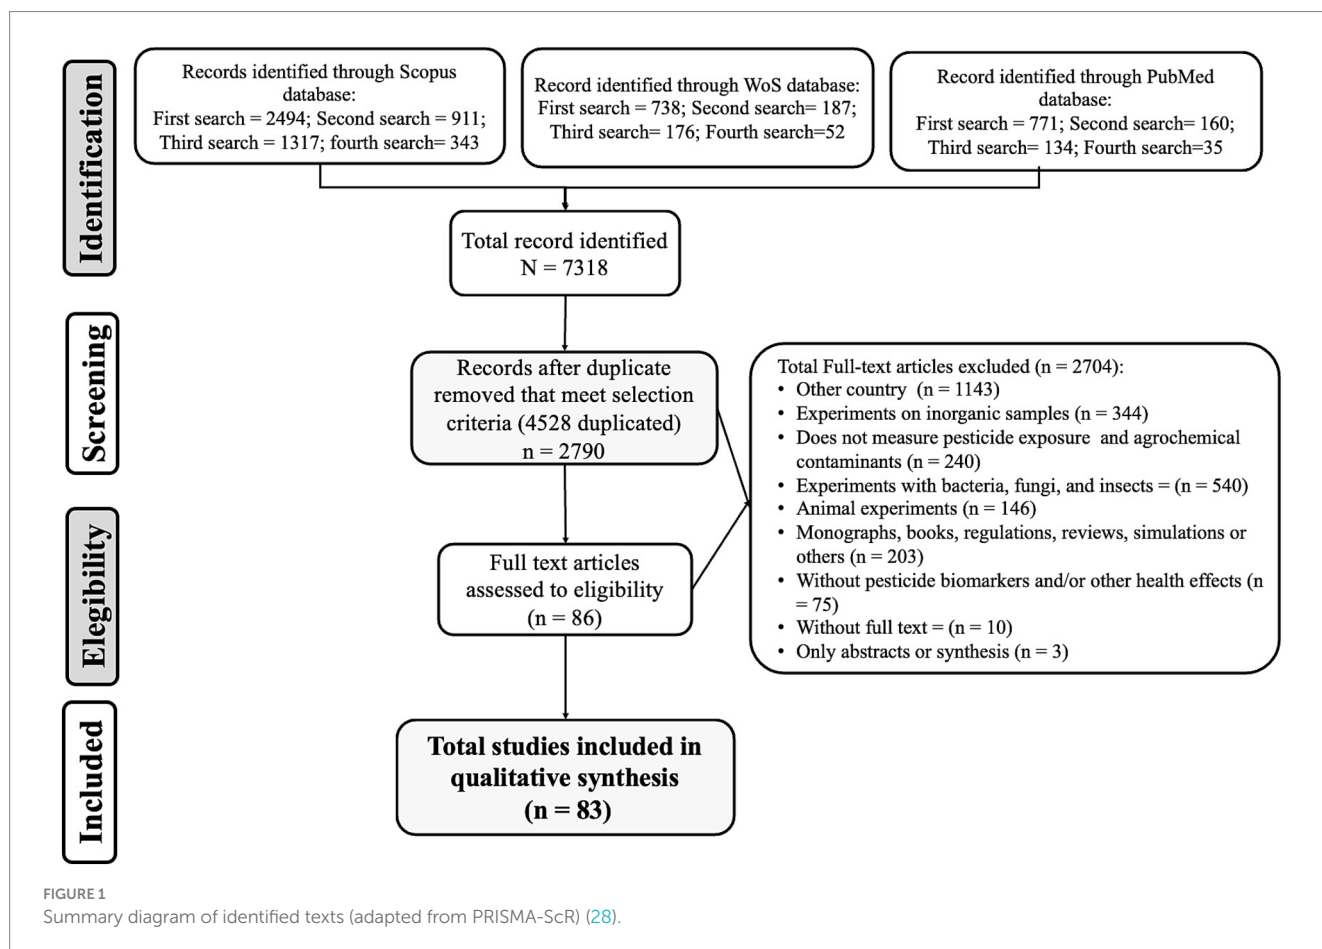 Identification
Records identified through Scopus
database:
First search = 2494; Second search = 911;
Third search = 1317; fourth search= 343
Record identified through WoS database:
First search = 738; Second search= 187;
Third search= 176; Fourth search=52
Record identified through PubMed
database:
First search = 771; Second search= 160;
Third search= 134; Fourth search=35
Total record identified
N = 7318
Screening
Records after duplicate
removed that meet selection
criteria (4528 duplicated)
n = 2790
Total Full-text articles excluded (n = 2704):
• Other country (n = 1143)
• Experiments on inorganic samples (n = 344)
• Does not measure pesticide exposure and agrochemical
contaminants (n = 240)
• Experiments with bacteria, fungi, and insects = (n = 540)
• Animal experiments (n = 146)
• Monographs, books, regulations, reviews, simulations or
others (n = 203)
• Without pesticide biomarkers and/or other health effects (n
= 75)
• Without full text = (n = 10)
• Only abstracts or synthesis (n = 3)
Elegibility
Full text articles
assessed to eligibility
(n = 86)
Included
Total studies included in
qualitative synthesis
(n = 83)
FIGURE 1
Summary diagram of identified texts (adapted from PRISMA-ScR) (28).